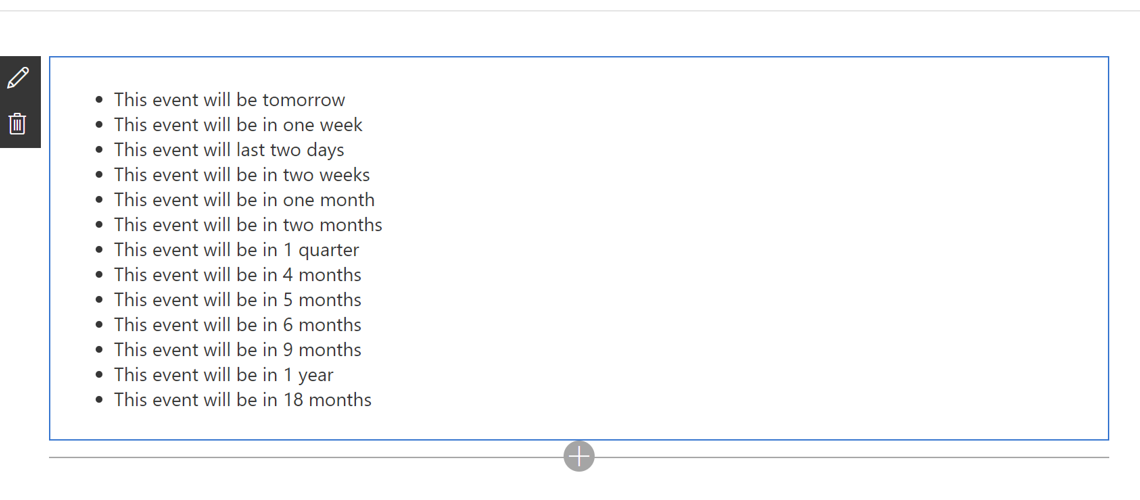 This event will be tomorrow
This event will be in one week
This event will last two days
This event will be in two weeks
This event will be in one month
This event will be in two months
This event will be in 1 quarter
This event will be in 4 months
This event will be in 5 months
This event will be in 6 months
This event will be in 9 months
This event will be in 1 year
This event will be in 18 months